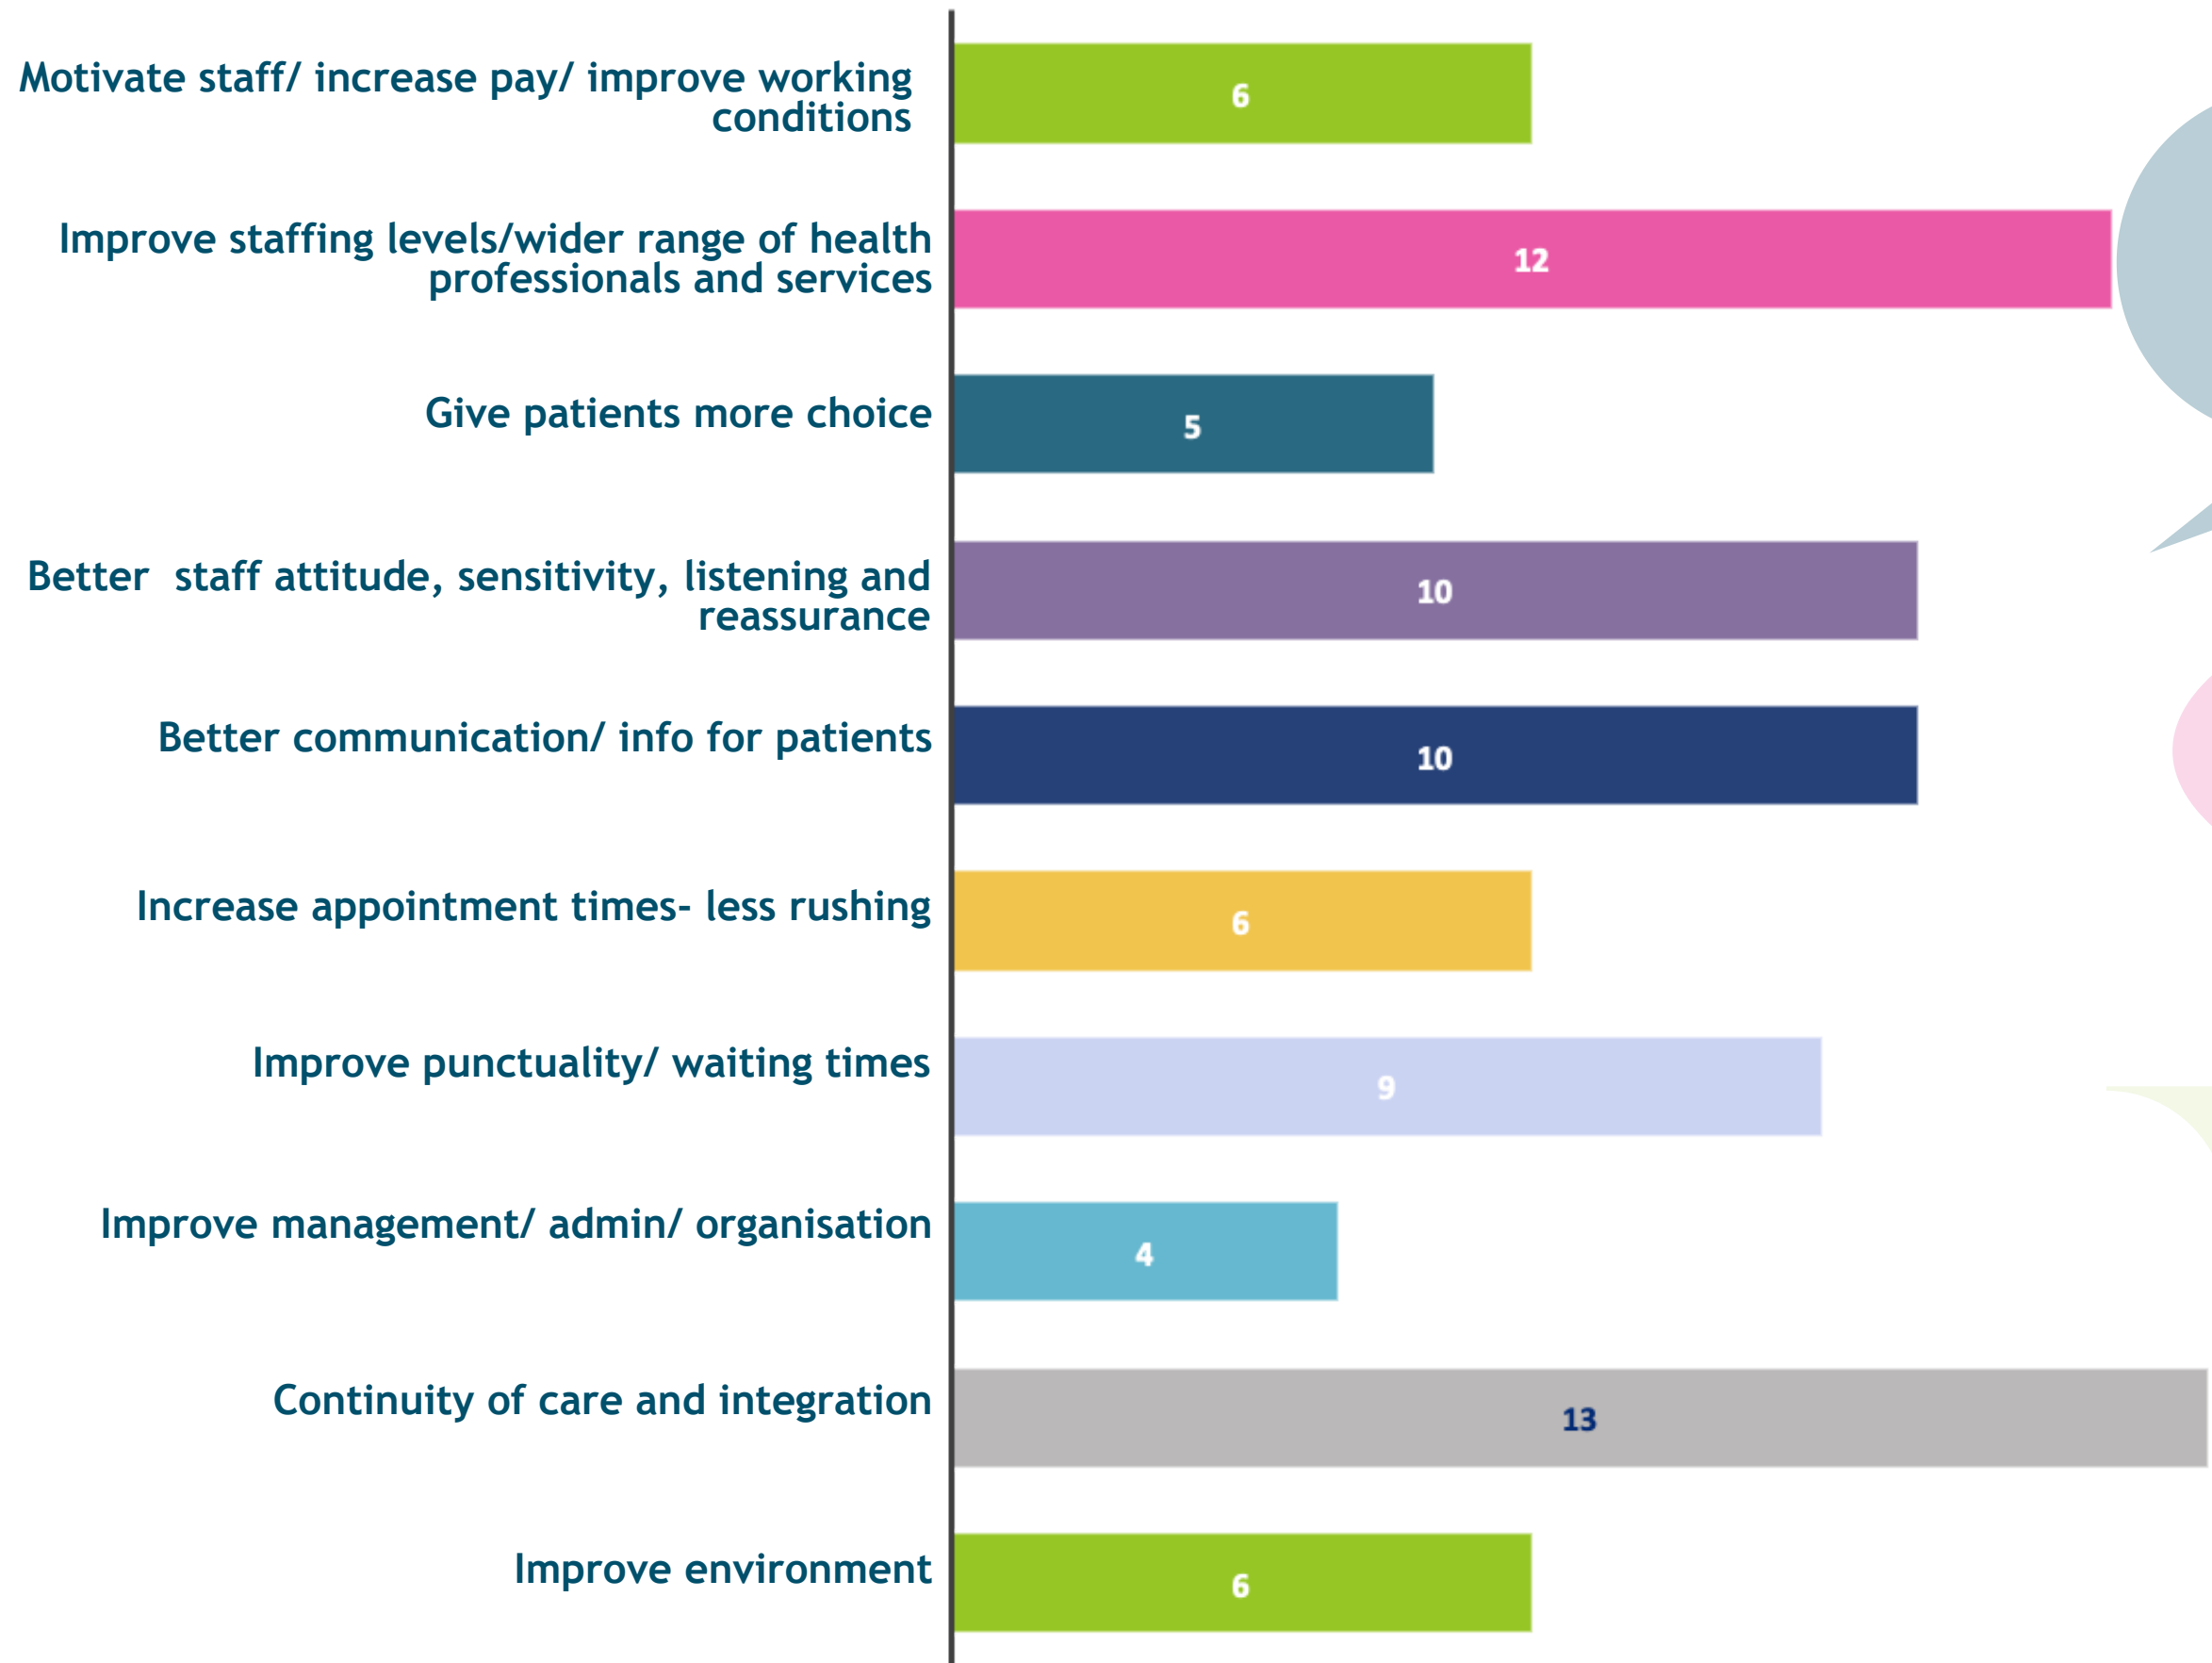 Motivate staff/ increase pay/ improve working
conditions
6
Improve staffing levels/wider range of health
professionals and services
12
Give patients more choice
5
Better  staff attitude, sensitivity, listening and
reassurance
10
Better communication/ info for patients
10
Increase appointment times- less rushing
6
Improve punctuality/ waiting times
9
Improve management/ admin/ organisation
4
Continuity of care and integration
13
Improve environment
6